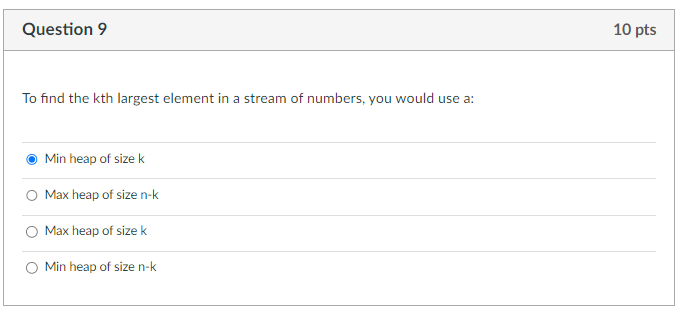 Question 9
10 pts
To find the kth largest element in a stream of numbers, you would use a:
Min heap of size k
Max heap of size n-k
Max heap of size k
Min heap of size n-k